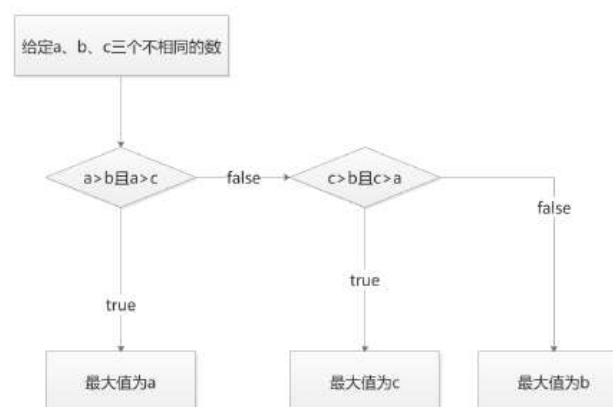 给定a、b、c三个不相同的数
a>b且a>c
false
c>b且c>a
false
true
true
最大值为a
最大值为c
最大值为b